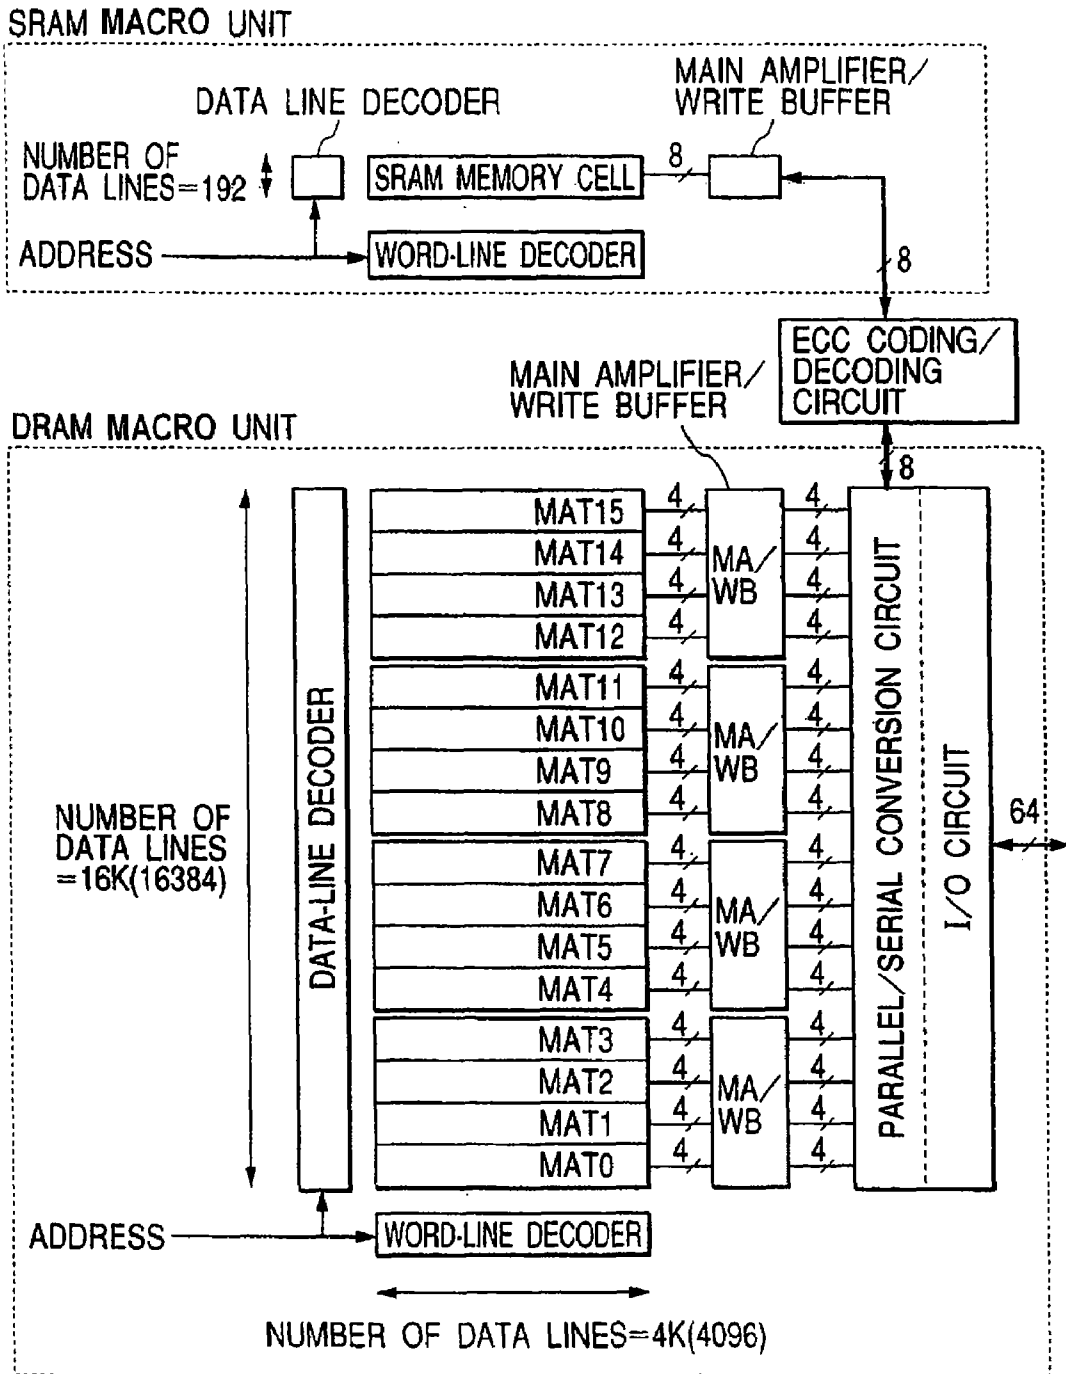 SRAM MACRO UNIT
MAIN AMPLIFIER/
WRITE BUFFER
DATA LINE DECODER
NUMBER OF
DATA LINES=192
SRAM MEMORY CELL
8
ADDRESS
WORD-LINE DECODER
8
ECC CODING/
DECODING
CIRCUIT
MAIN AMPLIFIER/
WRITE BUFFER
DRAM MACRO UNIT
8
MAT15
4
4
MAT14
4
4
MAT13
4
4
MAT12
4
4
MA/
WB
MAT11
4
4
MAT10
4
4
MAT9
4
4
MAT8
4
4
MA/
WB
MAT7
4
4
MAT6
4
4
MAT5
4
4
MAT4
4
4
MA/
WB
MAT3
4
4
MAT2
4
4
MAT1
4
4
MAT0
4
4
MA/
WB
DATA-LINE DECODER
NUMBER OF
DATA LINES
=16K(16384)
PARALLEL/SERIAL CONVERSION CIRCUIT
I/O CIRCUIT
64
ADDRESS
WORD-LINE DECODER
NUMBER OF DATA LINES=4K(4096)